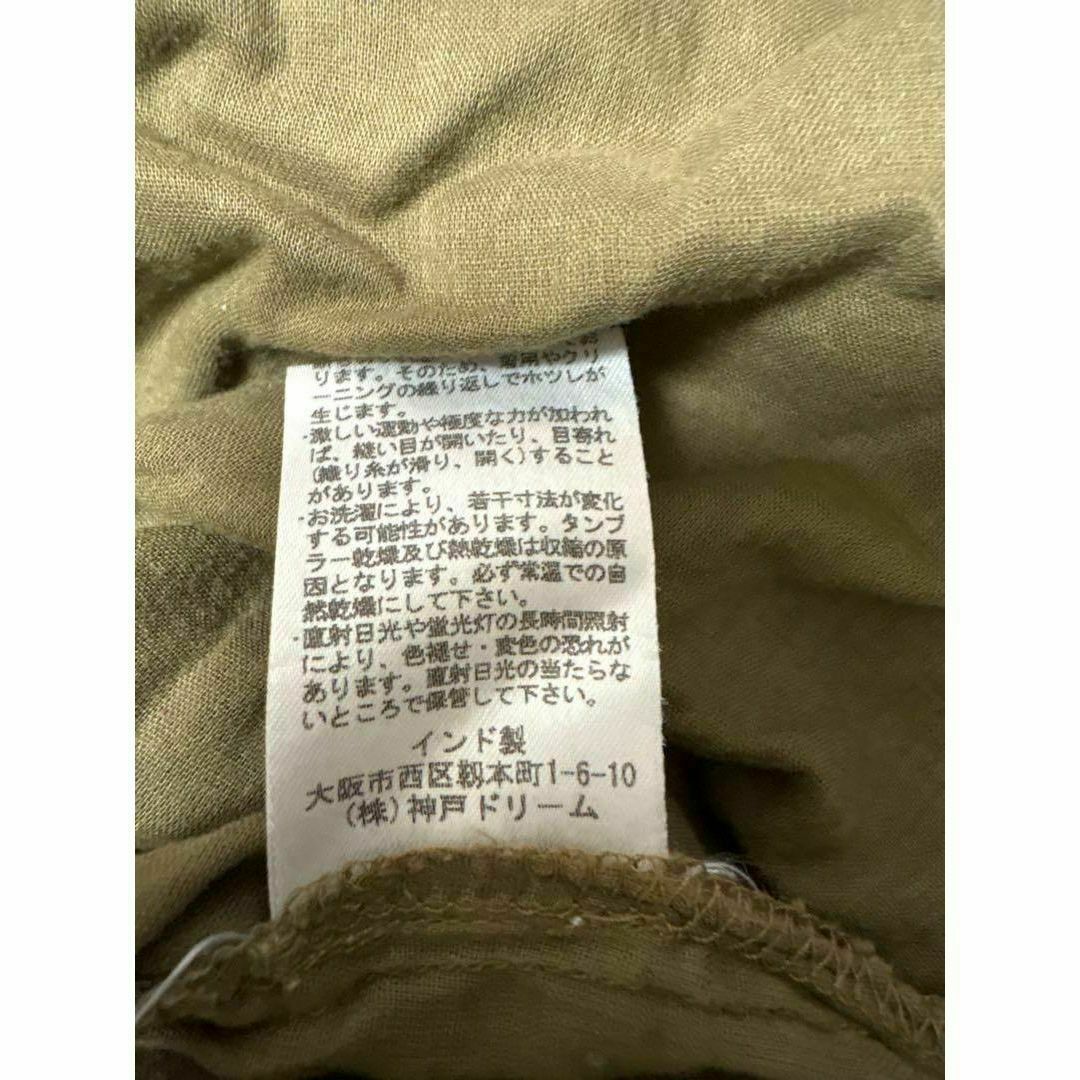 ります。そのため、着用やクリ
ーニングの繰り返しでホツレが
生じます。
・激しい運動や極度な力が加われ
ば、縫い目が開いたり、目寄れ
(織り糸が滑り、開く)すること
があります。
・お洗濯により、若干寸法が変化
する可能性があります。タンブ
ラー乾燥及び熱乾燥は収縮の原
因となります。必ず常温での自
然乾燥にして下さい。
・直射日光や蛍光灯の長時間照射
により、色褪せ・変色の恐れが
あります。直射日光の当たらな
いところで保管して下さい。
インド製
大阪市西区靱本町1-6-10
(株)神戸ドリーム